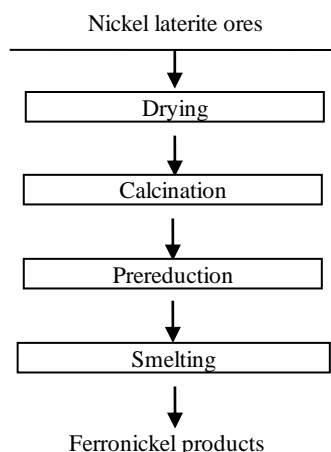 Nickel laterite ores
Drying
Calcination
Prereduction
Smelting
Ferronickel products